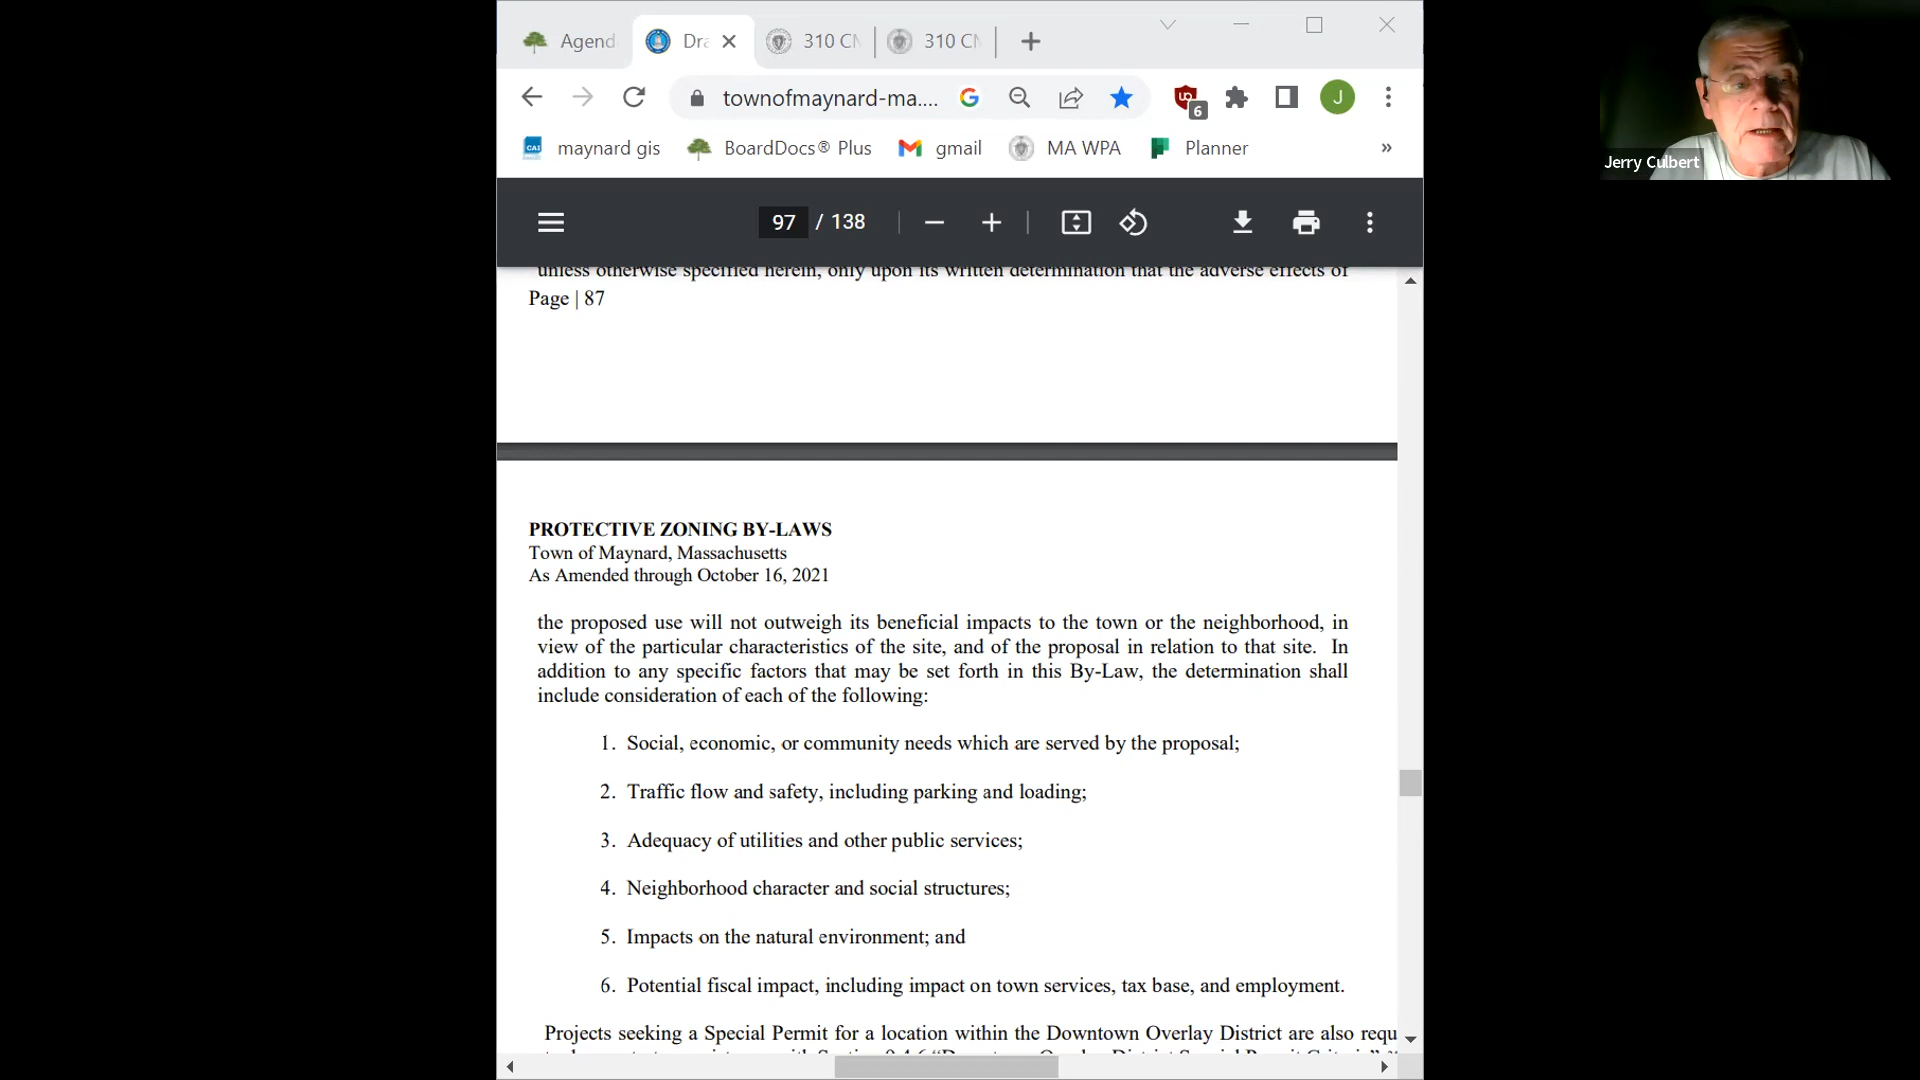 Agend
Dra
310 CM
310 CM
townofmaynard-ma....
6
J
maynard gis
BoardDocs® Plus
gmail
MA WPA
Planner
»
97 / 138
unless otherwise specified herein, only upon its written determination that the adverse effects of
Page | 87
PROTECTIVE ZONING BY-LAWS
Town of Maynard, Massachusetts
As Amended through October 16, 2021
the proposed use will not outweigh its beneficial impacts to the town or the neighborhood, in
view of the particular characteristics of the site, and of the proposal in relation to that site. In
addition to any specific factors that may be set forth in this By-Law, the determination shall
include consideration of each of the following:
1. Social, economic, or community needs which are served by the proposal;
2. Traffic flow and safety, including parking and loading;
3. Adequacy of utilities and other public services;
4. Neighborhood character and social structures;
5. Impacts on the natural environment; and
6. Potential fiscal impact, including impact on town services, tax base, and employment.
Projects seeking a Special Permit for a location within the Downtown Overlay District are also requ
Jerry Culbert